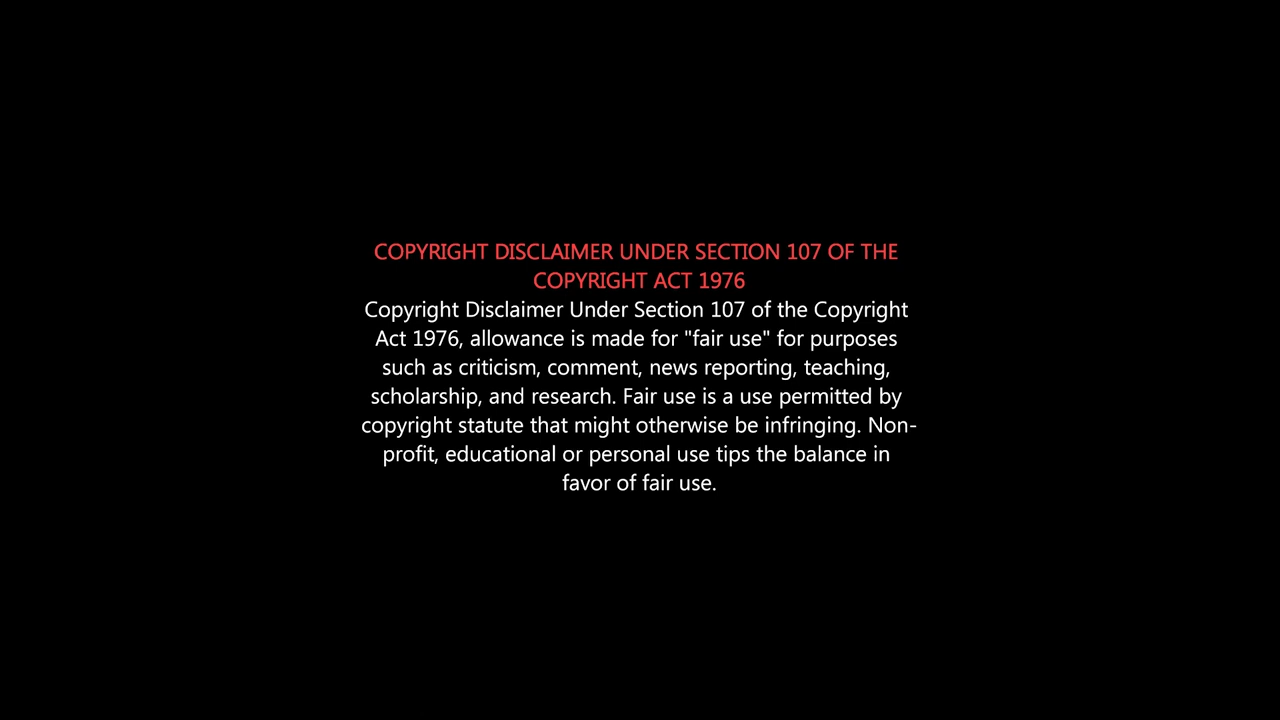 COPYRIGHT DISCLAIMER UNDER SECTION 107 OF THE
COPYRIGHT ACT 1976
Copyright Disclaimer Under Section 107 of the Copyright
Act 1976, allowance is made for "fair use" for purposes
such as criticism, comment, news reporting, teaching,
scholarship, and research. Fair use is a use permitted by
copyright statute that might otherwise be infringing. Non-
profit, educational or personal use tips the balance in
favor of fair use.